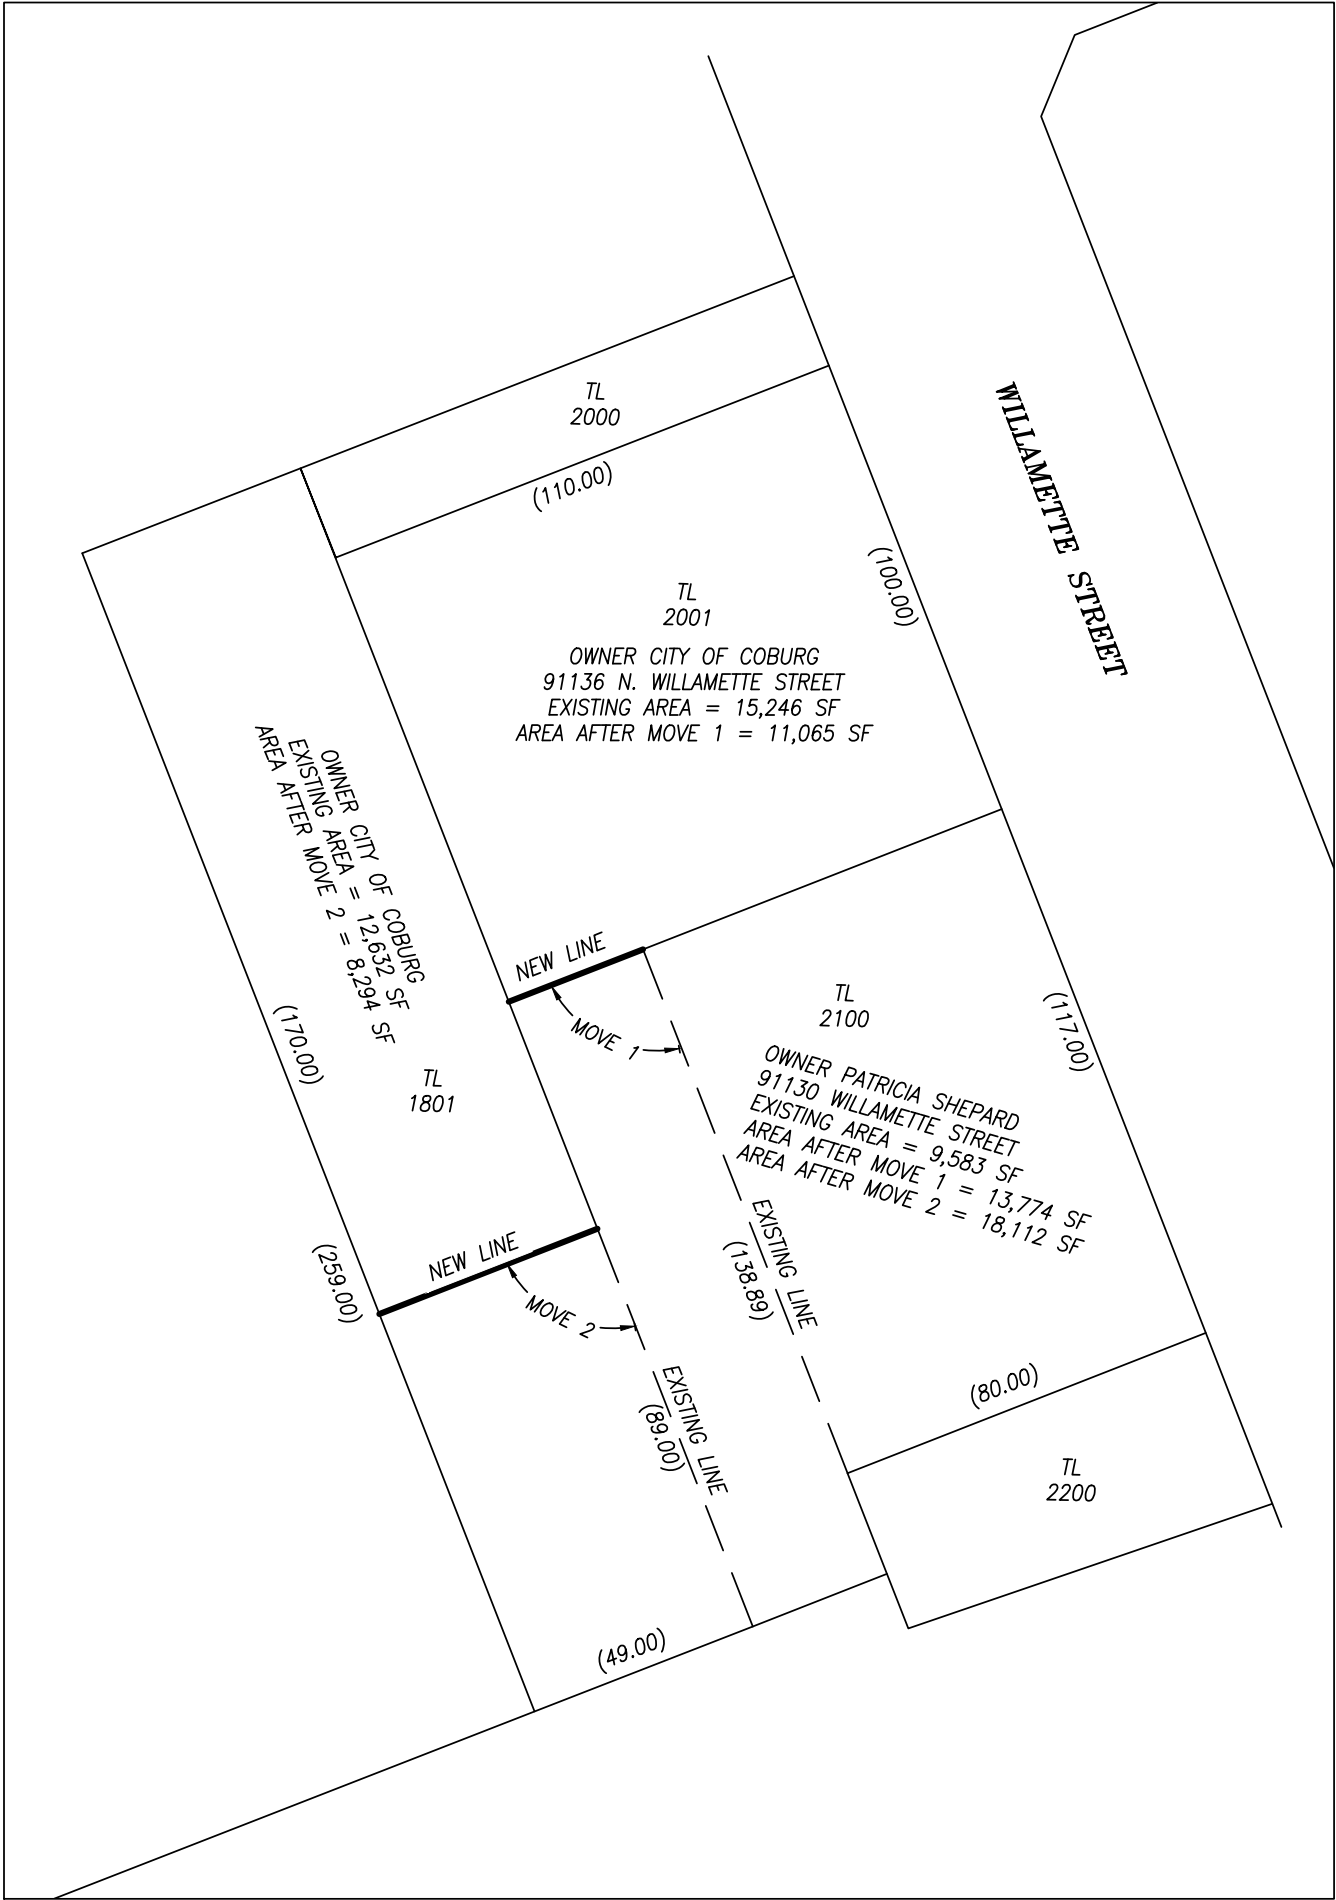 TL
2000
(110.00)
WILLAMETTE STREET
(100.00)
TL
2001
OWNER CITY OF COBURG
91136 N. WILLAMETTE STREET
EXISTING AREA = 15,246 SF
AREA AFTER MOVE 1 = 11,065 SF
OWNER CITY OF COBURG
EXISTING AREA = 12,632 SF
AREA AFTER MOVE 2 = 8,294 SF
(170.00)
TL
1801
NEW LINE
MOVE 1
TL
2100
(117.00)
OWNER PATRICIA SHEPARD
91130 WILLAMETTE STREET
EXISTING AREA = 9,583 SF
AREA AFTER MOVE 1 = 13,774 SF
AREA AFTER MOVE 2 = 18,112 SF
EXISTING LINE
(138.89)
(259.00)
NEW LINE
MOVE 2
EXISTING LINE
(89.00)
(80.00)
TL
2200
(49.00)